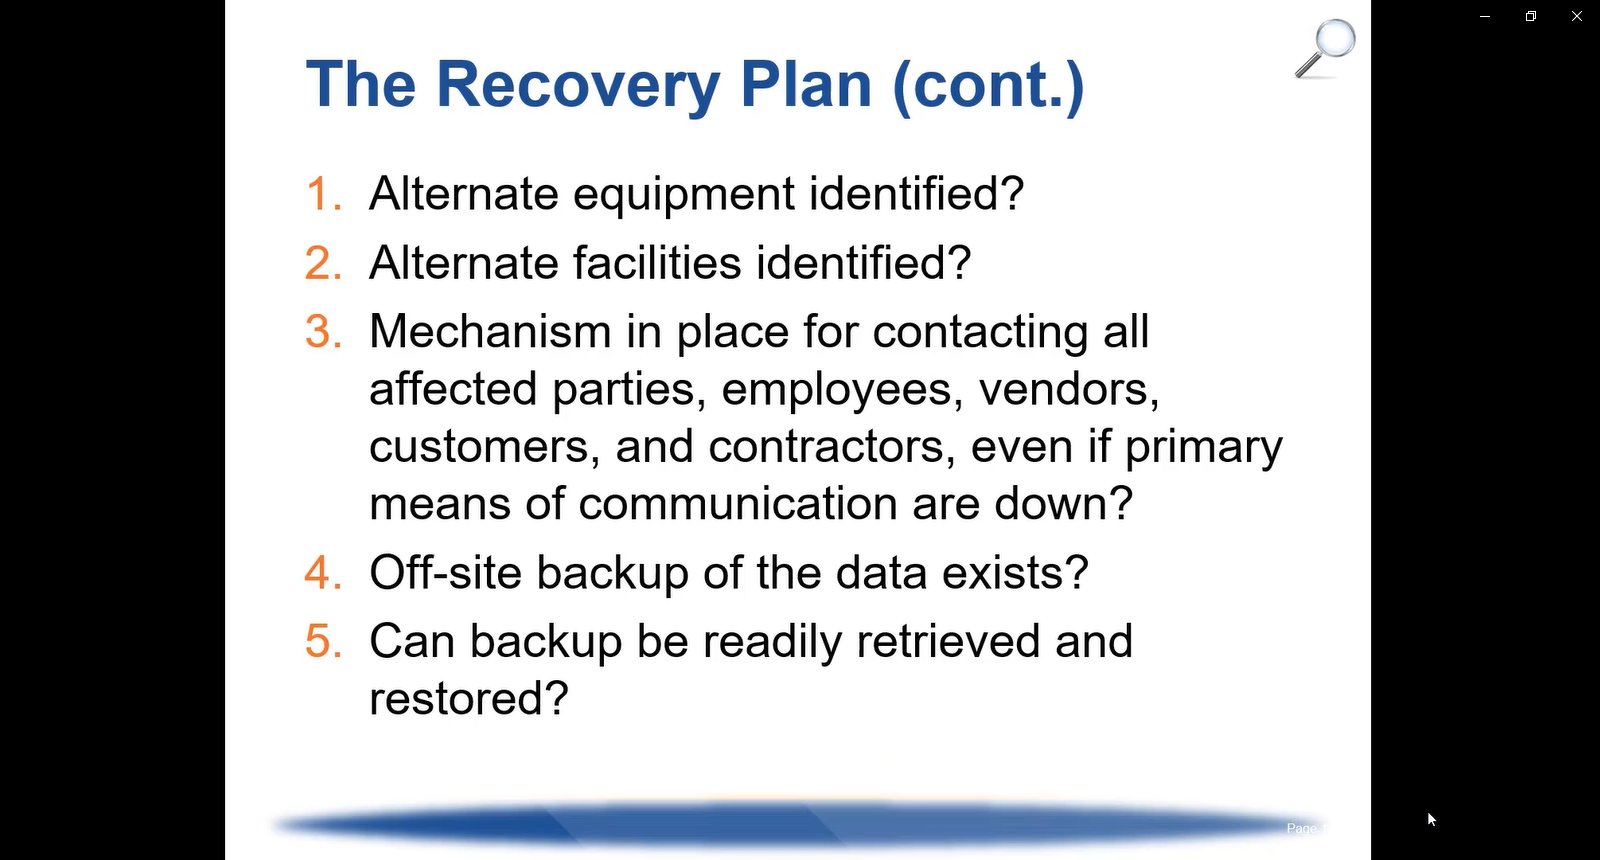 The Recovery Plan (cont.)
1. Alternate equipment identified?
2. Alternate facilities identified?
3. Mechanism in place for contacting all
affected parties, employees, vendors,
customers, and contractors, even if primary
means of communication are down?
4. Off-site backup of the data exists?
5. Can backup be readily retrieved and
restored?
Page